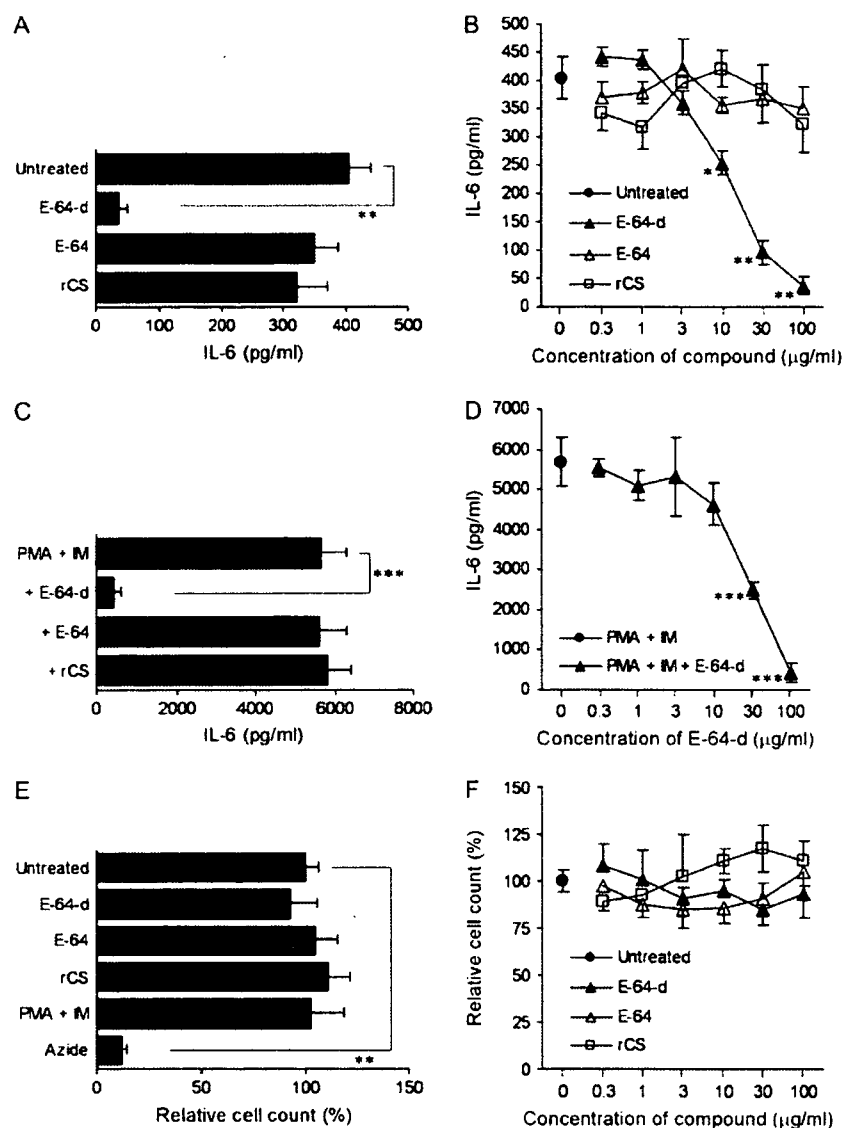 A
Untreated
E-64-d
E-64
rCS
**
0 100 200 300 400 500
IL-6 (pg/ml)
B
500
450
400
350
300
250
200
150
100
50
0
IL-6 (pg/ml)
*
**
**
Untreated
E-64-d
E-64
rCS
0 0.3 1 3 10 30 100
Concentration of compound (µg/ml)
C
PMA + IM
+ E-64-d
+ E-64
+ rCS
***
0 2000 4000 6000 8000
IL-6 (pg/ml)
D
7000
6000
5000
4000
3000
2000
1000
0
IL-6 (pg/ml)
***
***
PMA + IM
PMA + IM + E-64-d
0 0.3 1 3 10 30 100
Concentration of E-64-d (µg/ml)
E
Untreated
E-64-d
E-64
rCS
PMA + IM
Azide
**
0 50 100 150
Relative cell count (%)
F
150
125
100
75
50
25
0
Relative cell count (%)
Untreated
E-64-d
E-64
rCS
0 0.3 1 3 10 30 100
Concentration of compound (µg/ml)